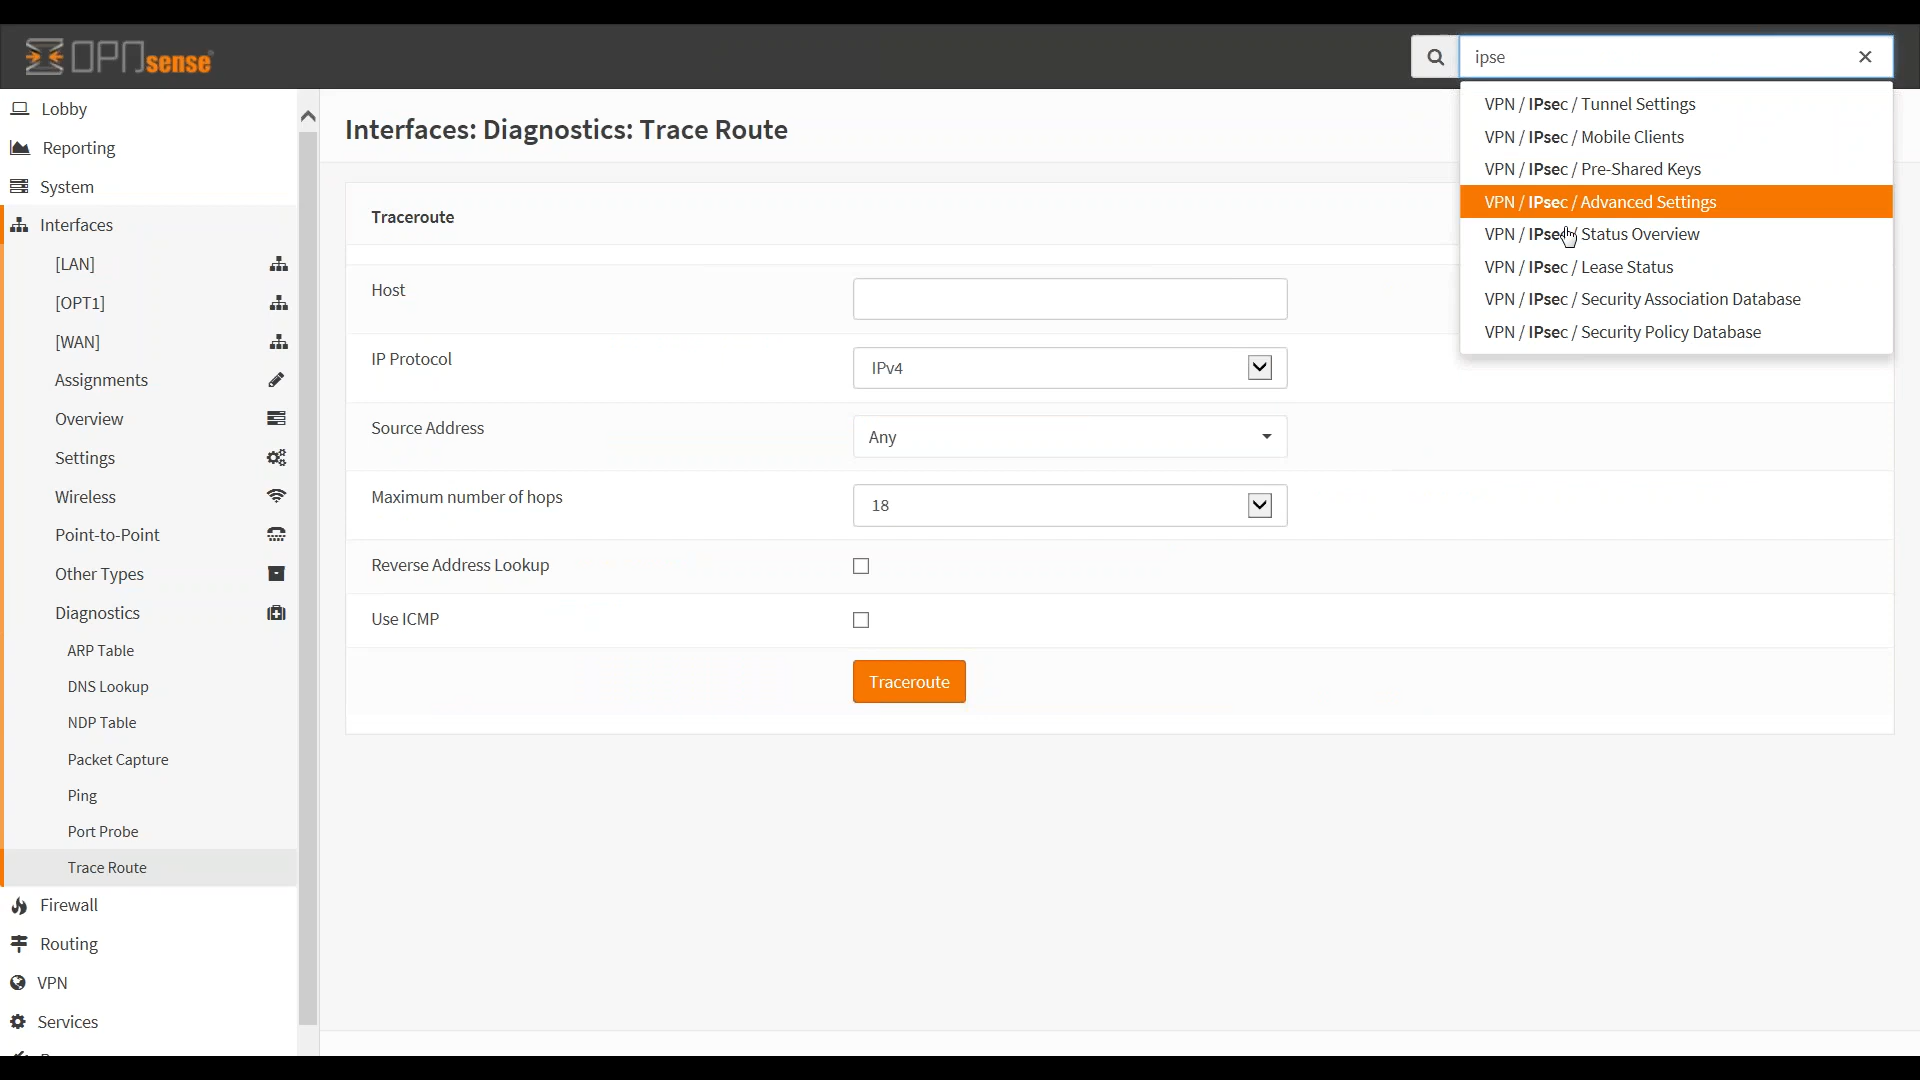 OPNsense
ipse
VPN / IPsec / Tunnel Settings
VPN / IPsec / Mobile Clients
VPN / IPsec / Pre-Shared Keys
VPN / IPsec / Advanced Settings
VPN / IPsec / Status Overview
VPN / IPsec / Lease Status
VPN / IPsec / Security Association Database
VPN / IPsec / Security Policy Database
Lobby
Reporting
System
Interfaces
[LAN]
[OPT1]
[WAN]
Assignments
Overview
Settings
Wireless
Point-to-Point
Other Types
Diagnostics
ARP Table
DNS Lookup
NDP Table
Packet Capture
Ping
Port Probe
Trace Route
Firewall
Routing
VPN
Services
Interfaces: Diagnostics: Trace Route
Traceroute
Host
IP Protocol
IPv4
Source Address
Any
Maximum number of hops
18
Reverse Address Lookup
Use ICMP
Traceroute